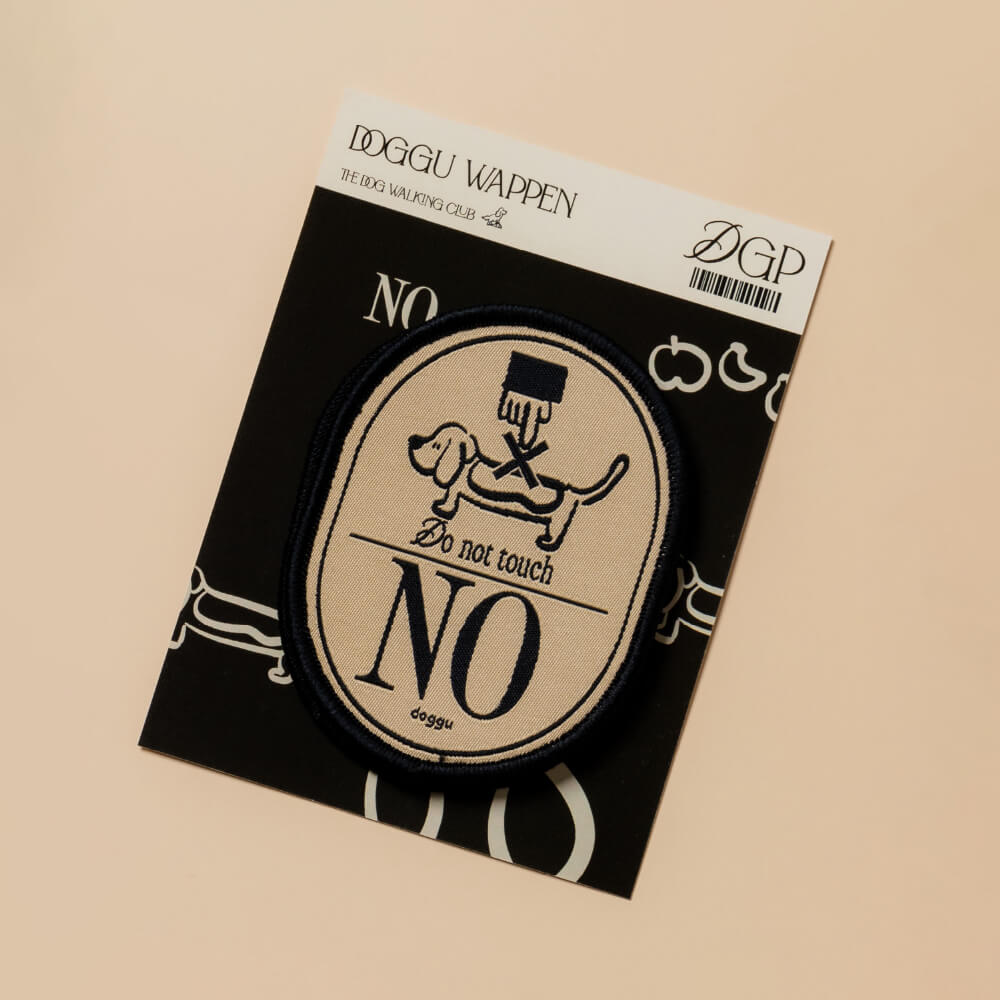 DOGGU WAPPEN
THE DOG WALKING CLUB
DGP
NO
Do not touch
NO
doggu